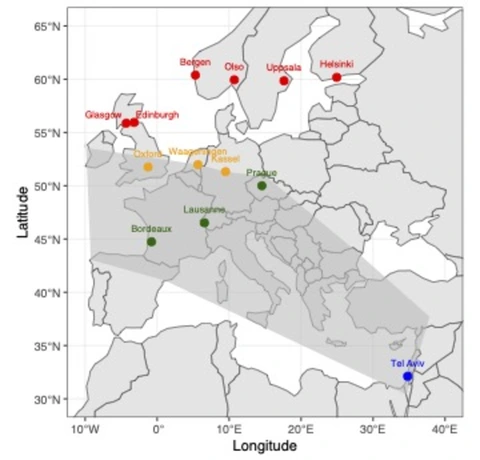 65°N
60°N
55°N
50°N
45°N
40°N
35°N
30°N
Latitude
Bergen
Olso
Uppsala
Helsinki
Glasgow
Edinburgh
Oxford
Waageningen
Kassel
Prague
Lausanne
Bordeaux
Tel Aviv
10°W
0°
10°E
20°E
30°E
40°E
Longitude